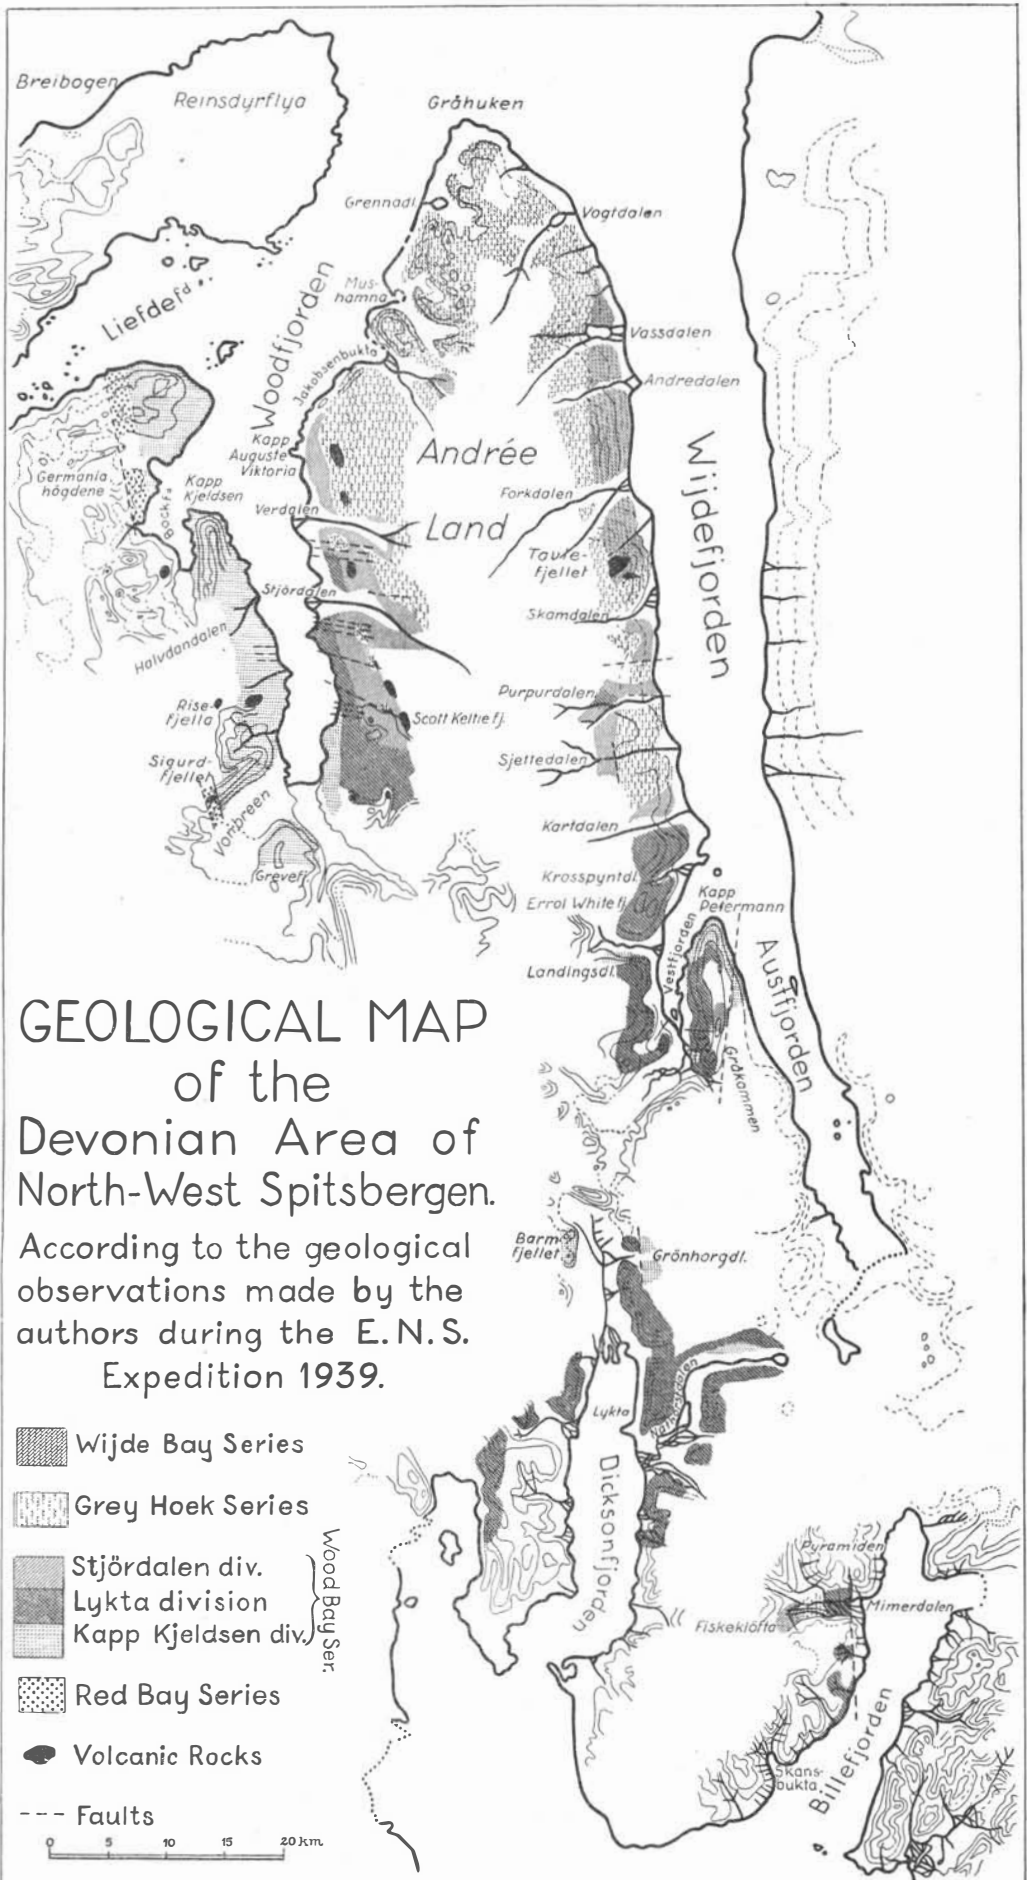 Breibogen
Reinsdyrflya
Gråhuken
Grennadl.
Vogtdalen
Mus-
hamna
Liefdefd.
Woodfjorden
Jakobsenbukta
Vassdalen
Andredalen
Kapp
Auguste
Viktoria
Andrée
Land
Wijdefjorden
Germania
högdene
Bockfd.
Kapp
Kjeldsen
Verdalen
Forkdalen
Stjördalen
Halvdandalen
Skamdalen
Rise-
fjella
Purpurdalen
Scott Keltie fj.
Sigurd-
fjellet
Sjettedalen
Vonbreen
Kartdalen
Grevefj.
Krosspyntdl.
Errol White fj.
Kapp
Petermann
Vestfjorden
Landingsdl.
Austfjorden
Gråkammen
GEOLOGICAL MAP
of the
Devonian Area of
North-West Spitsbergen.
According to the geological
observations made by the
authors during the E.N.S.
Expedition 1939.
Barm
fjellet
Grönhorgdl.
Lykta
Dicksonfjorden
Pyramiden
Mimerdalen
Fiskeklöfta
Skans-
bukta
Billefjorden
Wijde Bay Series
Grey Hoek Series
Stjördalen div.
Lykta division
Kapp Kjeldsen div.
Wood Bay Ser.
Red Bay Series
Volcanic Rocks
--- Faults
0 5 10 15 20 km